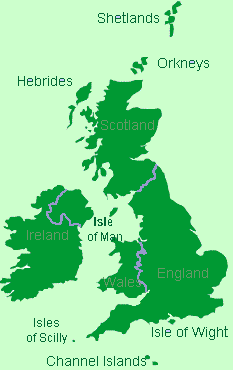 Shetlands
Orkneys
Hebrides
Scotland
Isle
of Man
Ireland
Wales
England
Isles
of Scilly
Isle of Wight
Channel Islands